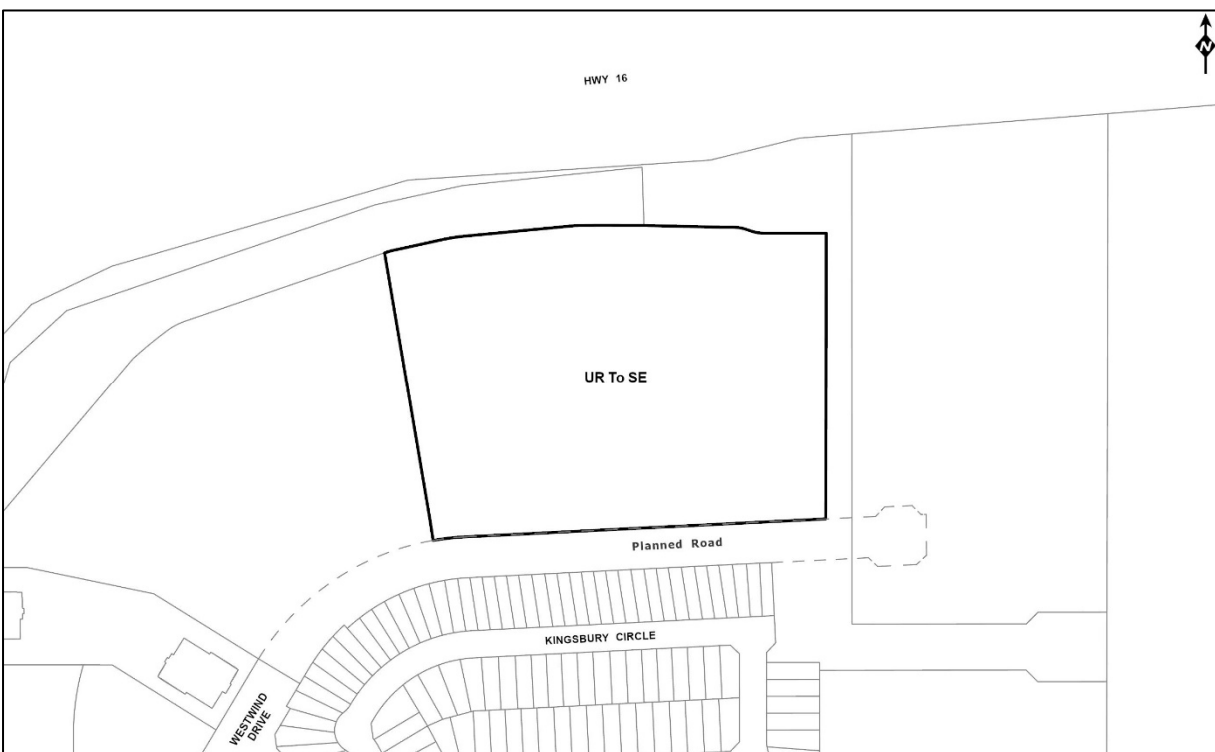 N
HWY 16
UR To SE
Planned Road
KINGSBURY CIRCLE
WESTWIND
DRIVE